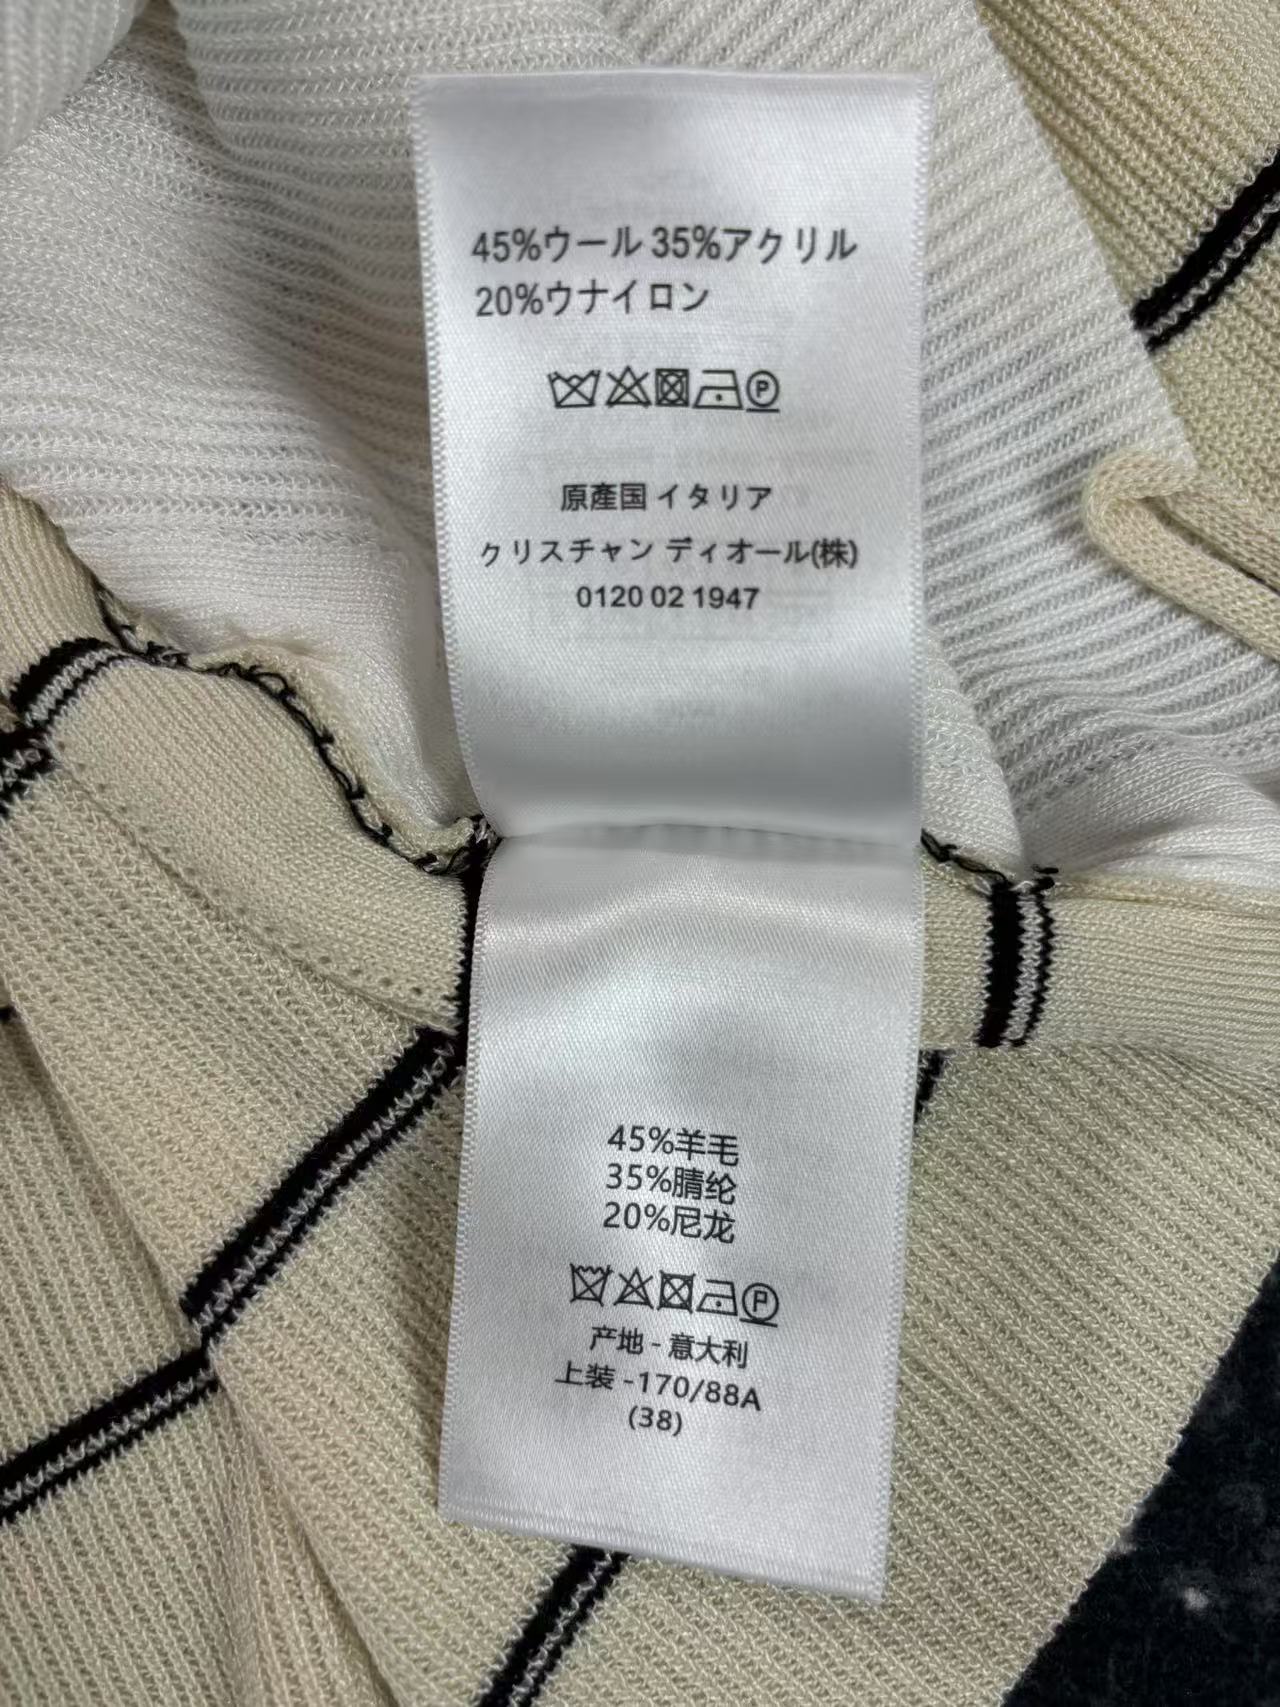 45%ウール 35%アクリル
20%ウナイロン
P
原產国 イタリア
クリスチャン ディオール(株)
0120 02 1947
45%羊毛
35%腈纶
20%尼龙
P
产地 - 意大利
上装 -170/88A
(38)